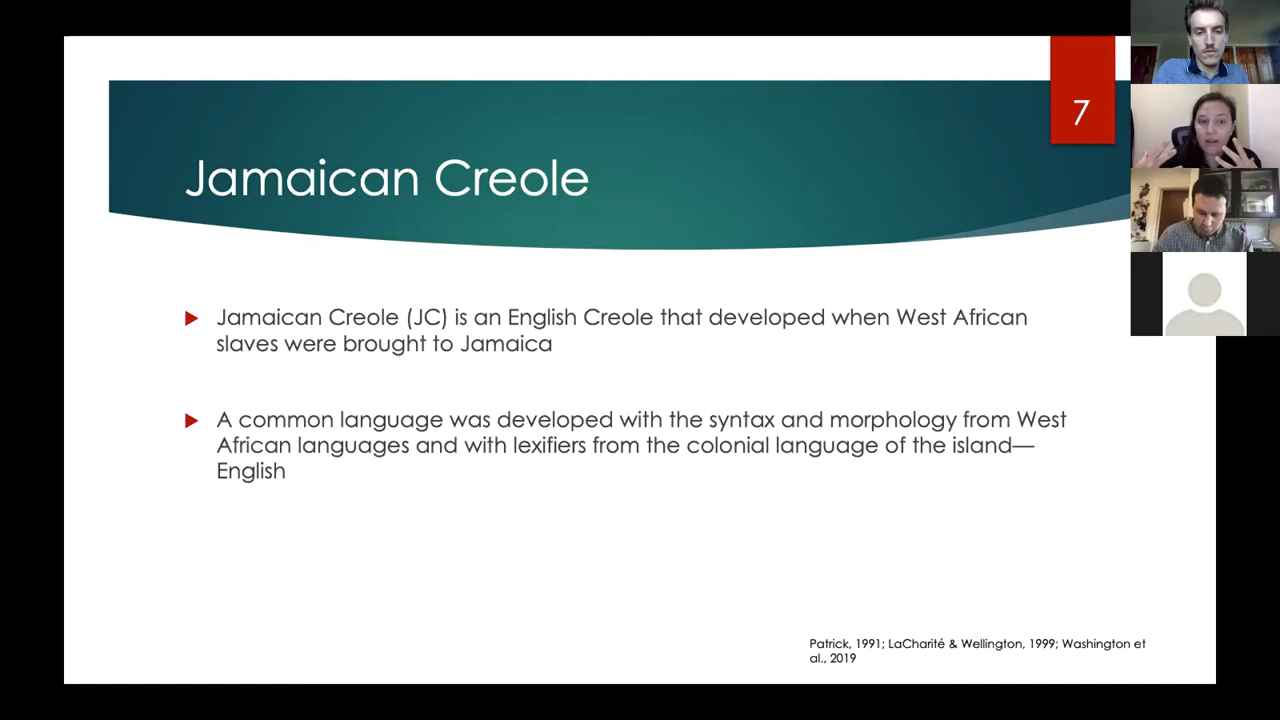 7
Jamaican Creole
Jamaican Creole (JC) is an English Creole that developed when West African
slaves were brought to Jamaica
A common language was developed with the syntax and morphology from West
African languages and with lexifiers from the colonial language of the island—
English
Patrick, 1991; LaCharité & Wellington, 1999; Washington et
al., 2019